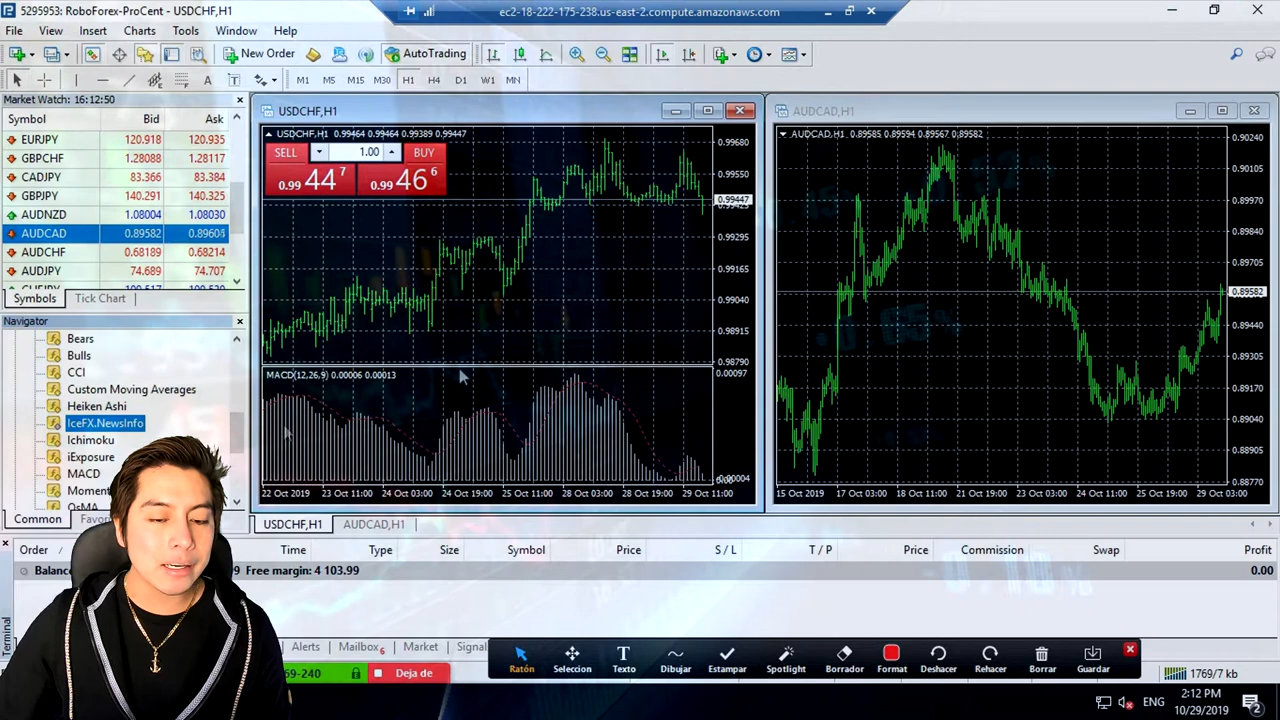 5295953: RoboForex-ProCent - USDCHF,H1
ec2-18-222-175-238.us-east-2.compute.amazonaws.com
File View Insert Charts Tools Window Help
New Order AutoTrading
A T M1 M5 M15 M30 H1 H4 D1 W1 MN
Market Watch: 16:12:50
Symbol Bid Ask
EURJPY 120.918 120.935
GBPCHF 1.28088 1.28117
CADJPY 83.366 83.384
GBPJPY 140.291 140.325
AUDNZD 1.08004 1.08030
AUDCAD 0.89582 0.89604
AUDCHF 0.68189 0.68214
AUDJPY 74.689 74.707
Symbols Tick Chart
Navigator
Bears
Bulls
CCI
Custom Moving Averages
Heiken Ashi
IceFX.NewsInfo
Ichimoku
iExposure
MACD
Moment
OsMA
Common Favo
USDCHF,H1
USDCHF,H1 0.99464 0.99464 0.99389 0.99447
SELL 1.00 BUY
0.99 44 7 0.99 46 6
0.99680
0.99550
0.99447
0.99425
0.99295
0.99165
0.99040
0.98915
0.98790
MACD(12,26,9) 0.00006 0.00013
0.00097
22 Oct 2019 23 Oct 11:00 24 Oct 03:00 24 Oct 19:00 25 Oct 11:00 28 Oct 03:00 28 Oct 19:00 29 Oct 11:00
AUDCAD,H1
AUDCAD,H1 0.89585 0.89594 0.89567 0.89582
0.90240
0.90105
0.89970
0.89840
0.89705
0.89582
0.89440
0.89305
0.89170
0.89040
0.88905
0.88770
15 Oct 2019 17 Oct 03:00 18 Oct 11:00 21 Oct 19:00 23 Oct 03:00 24 Oct 11:00 25 Oct 19:00 29 Oct 03:00
USDCHF,H1 AUDCAD,H1
Order Time Type Size Symbol Price S / L T / P Price Commission Swap Profit
Balan 9 Free margin: 4 103.99 0.00
Terminal
Alerts Mailbox 6 Market Signal
69-240 Deja de
Ratón Seleccion Texto Dibujar Estampar Spotlight Borrador Format Deshacer Rehacer Borrar Guardar
1769/7 kb
ENG
2:12 PM
10/29/2019
2